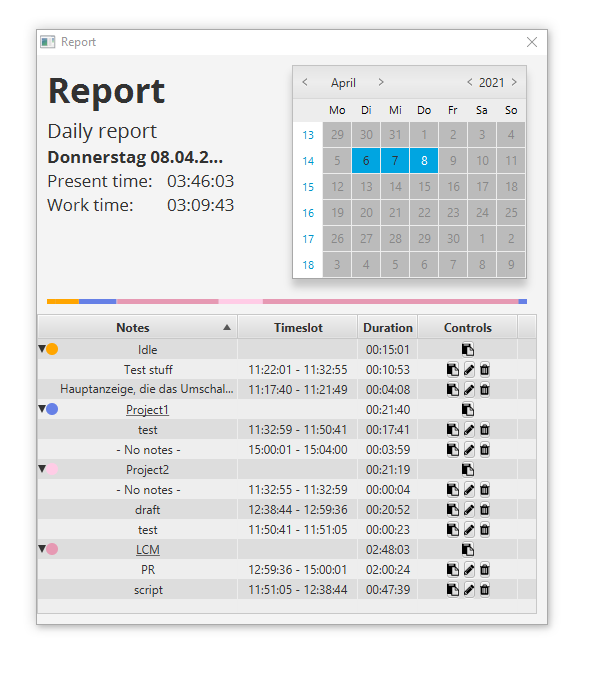 Report
Report
Daily report
Donnerstag 08.04.2...
Present time: 03:46:03
Work time: 03:09:43
< April > < 2021 >
Mo Di Mi Do Fr Sa So
13 29 30 31 1 2 3 4
14 5 6 7 8 9 10 11
15 12 13 14 15 16 17 18
16 19 20 21 22 23 24 25
17 26 27 28 29 30 1 2
18 3 4 5 6 7 8 9
Notes Timeslot Duration Controls
Idle 00:15:01
Test stuff 11:22:01 - 11:32:55 00:10:53
Hauptanzeige, die das Umschal... 11:17:40 - 11:21:49 00:04:08
Project1 00:21:40
test 11:32:59 - 11:50:41 00:17:41
- No notes - 15:00:01 - 15:04:00 00:03:59
Project2 00:21:19
- No notes - 11:32:55 - 11:32:59 00:00:04
draft 12:38:44 - 12:59:36 00:20:52
test 11:50:41 - 11:51:05 00:00:23
LCM 02:48:03
PR 12:59:36 - 15:00:01 02:00:24
script 11:51:05 - 12:38:44 00:47:39